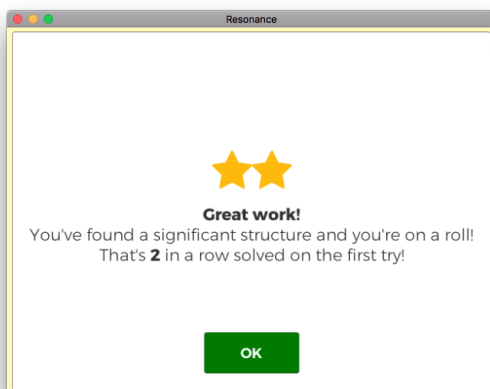 Resonance
Great work!
You've found a significant structure and you're on a roll!
That's 2 in a row solved on the first try!
OK